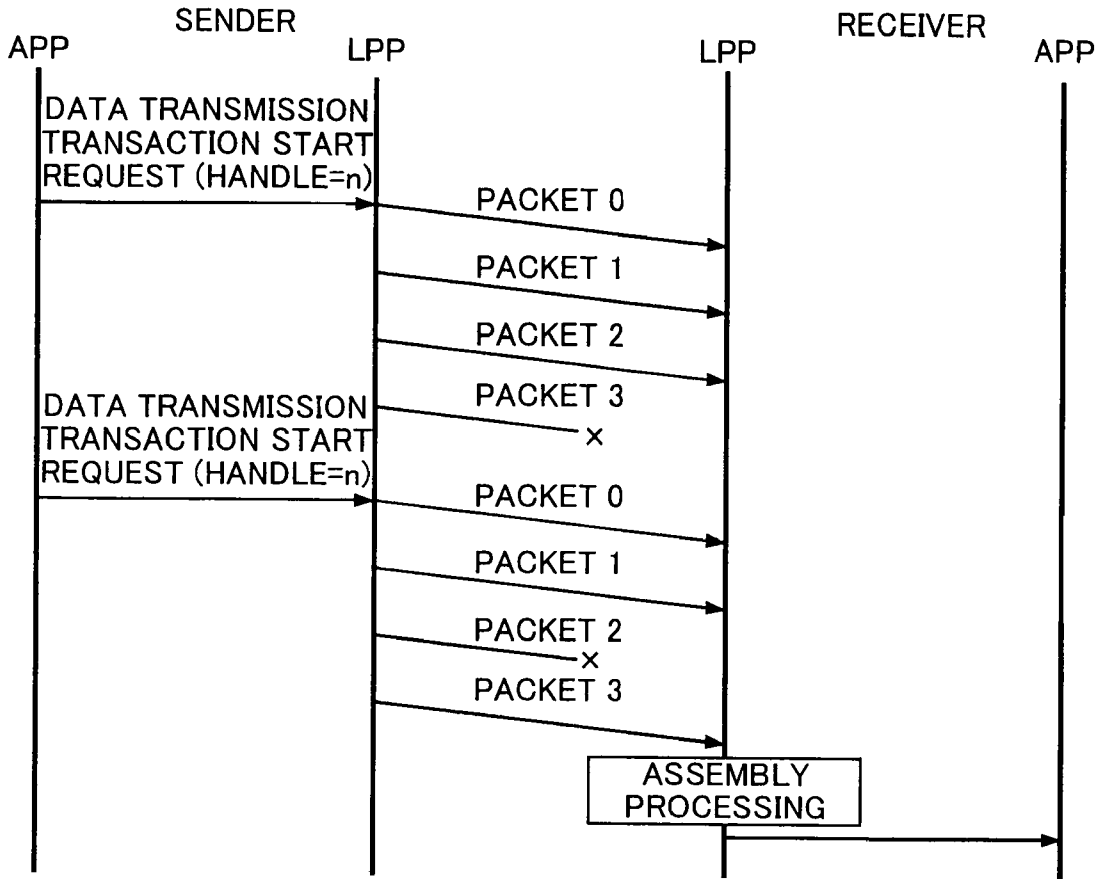 SENDER
RECEIVER
APP
LPP
LPP
APP
DATA TRANSMISSION
TRANSACTION START
REQUEST (HANDLE=n)
PACKET 0
PACKET 1
PACKET 2
PACKET 3
×
DATA TRANSMISSION
TRANSACTION START
REQUEST (HANDLE=n)
PACKET 0
PACKET 1
PACKET 2
×
PACKET 3
ASSEMBLY
PROCESSING